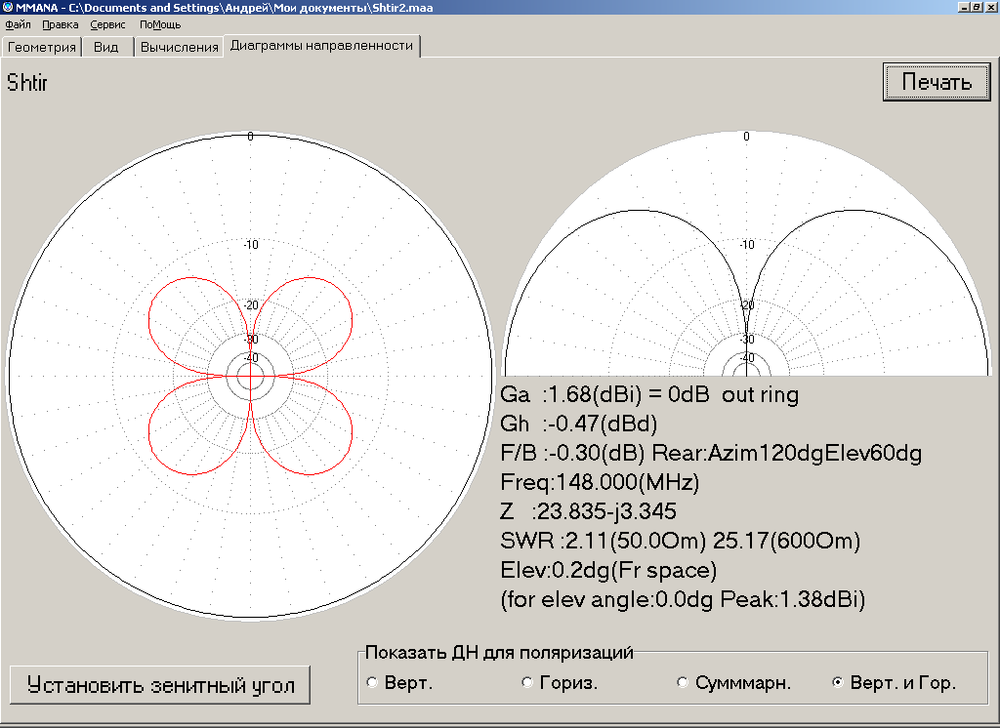 MMANA - C:\Documents and Settings\Андрей\Мои документы\Shtir2.maa
Файл Правка Сервис ПоМощь
Геометрия Вид Вычисления Диаграммы направленности
Shtir
Печать
0
-10
-20
-30
-40
0
-10
-20
-30
-40
Ga :1.68(dBi) = 0dB out ring
Gh :-0.47(dBd)
F/B :-0.30(dB) Rear:Azim120dgElev60dg
Freq:148.000(MHz)
Z :23.835-j3.345
SWR :2.11(50.0Om) 25.17(600Om)
Elev:0.2dg(Fr space)
(for elev angle:0.0dg Peak:1.38dBi)
Показать ДН для поляризаций
Установить зенитный угол
Верт. Гориз. Сумммарн. Верт. и Гор.